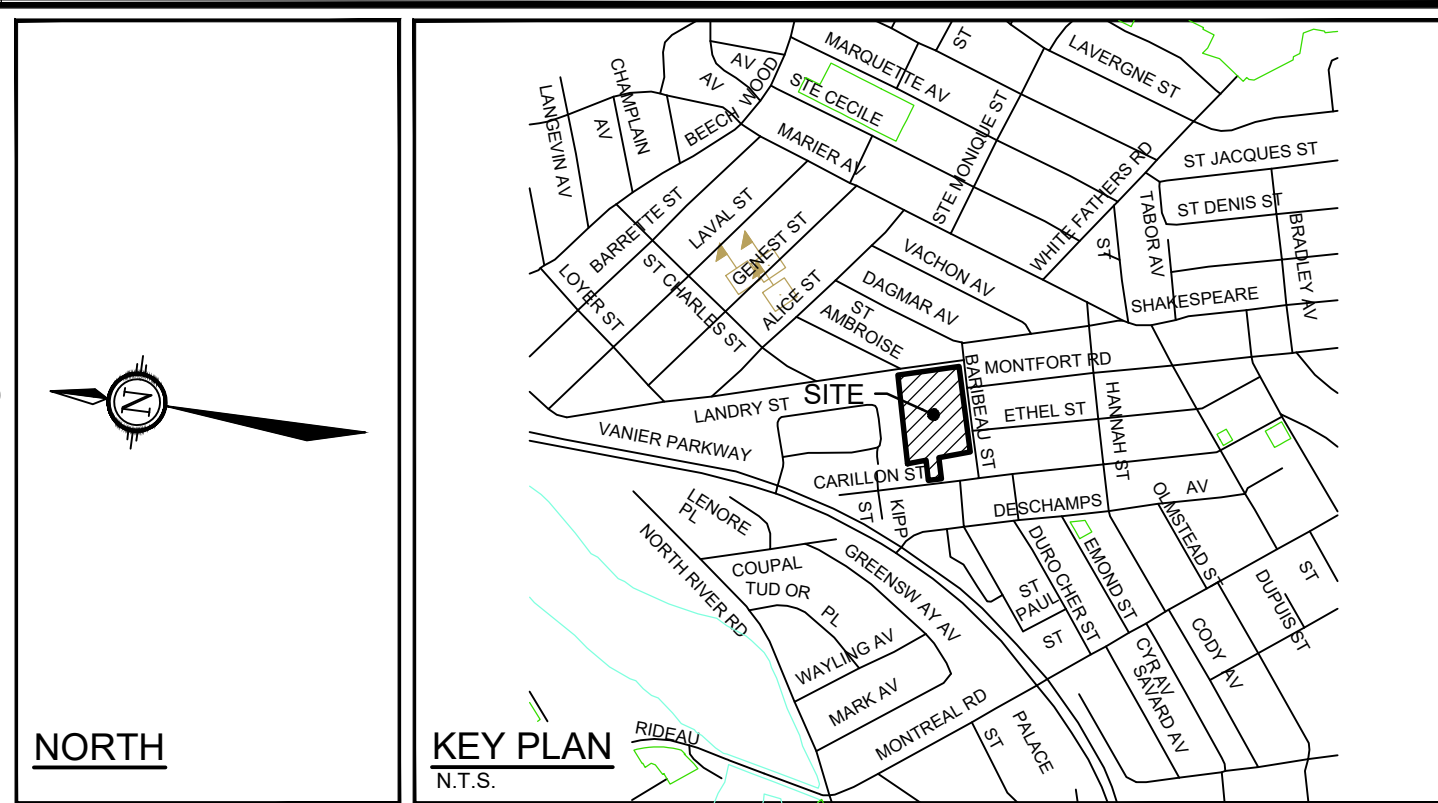 N
NORTH
KEY PLAN
N.T.S.
MARQUETTE AV
ST
LAVERGNE ST
AV
AV
BEECH WOOD
STE CECILE
CHAMPLAIN
AV
LANGEVIN AV
MARIER AV
STE MONIQUE ST
WHITE FATHERS RD
ST JACQUES ST
ST DENIS ST
TABOR AV
ST
BRADLEY AV
SHAKESPEARE
BARRETTE ST
LAVAL ST
GENEST ST
ALICE ST
LOYER ST
ST CHARLES ST
VACHON AV
DAGMAR AV
ST
AMBROISE
MONTFORT RD
BARIBEAU ST
ETHEL ST
HANNAH ST
SITE
LANDRY ST
VANIER PARKWAY
CARILLON ST
KIPP
ST
DESCHAMPS
AV
OLMSTEAD ST
LENORE
PL
NORTH RIVER RD
COUPAL
TUD OR
PL
GREENSW AY AV
WAYLING AV
MARK AV
MONTREAL RD
DUROCHER ST
EMOND ST
ST
PAUL
ST
CYR AV
SAVARD AV
CODY AV
DUPUIS ST
ST
PALACE
ST
RIDEAU